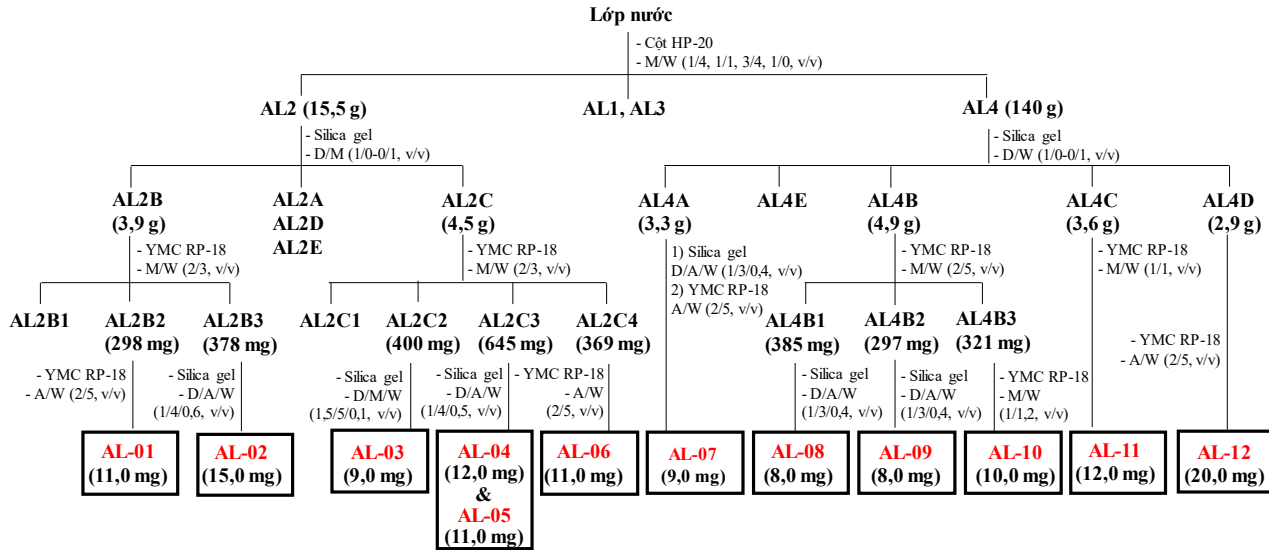 Lớp nước
- Cột HP-20
- M/W (1/4, 1/1, 3/4, 1/0, v/v)
AL2 (15,5 g)
AL1, AL3
AL4 (140 g)
- Silica gel
- D/M (1/0-0/1, v/v)
- Silica gel
- D/W (1/0-0/1, v/v)
AL2B
(3,9 g)
AL2A
AL2D
AL2E
AL2C
(4,5 g)
AL4A
(3,3 g)
AL4E
AL4B
(4,9 g)
AL4C
(3,6 g)
AL4D
(2,9 g)
- YMC RP-18
- M/W (2/3, v/v)
- YMC RP-18
- M/W (2/3, v/v)
1) Silica gel
D/A/W (1/3/0,4, v/v)
2) YMC RP-18
A/W (2/5, v/v)
- YMC RP-18
- M/W (2/5, v/v)
- YMC RP-18
- M/W (1/1, v/v)
- YMC RP-18
- A/W (2/5, v/v)
AL2B1
AL2B2
(298 mg)
AL2B3
(378 mg)
AL2C1
AL2C2
(400 mg)
AL2C3
(645 mg)
AL2C4
(369 mg)
AL4B1
(385 mg)
AL4B2
(297 mg)
AL4B3
(321 mg)
- YMC RP-18
- A/W (2/5, v/v)
- Silica gel
- D/A/W
(1/4/0,6, v/v)
- Silica gel
- D/M/W
(1,5/5/0,1, v/v)
- Silica gel
- D/A/W
(1/4/0,5, v/v)
- YMC RP-18
- A/W
(2/5, v/v)
- Silica gel
- D/A/W
(1/3/0,4, v/v)
- Silica gel
- D/A/W
(1/3/0,4, v/v)
- YMC RP-18
- M/W
(1/1,2, v/v)
AL-01
(11,0 mg)
AL-02
(15,0 mg)
AL-03
(9,0 mg)
AL-04
(12,0 mg)
&
AL-05
(11,0 mg)
AL-06
(11,0 mg)
AL-07
(9,0 mg)
AL-08
(8,0 mg)
AL-09
(8,0 mg)
AL-10
(10,0 mg)
AL-11
(12,0 mg)
AL-12
(20,0 mg)